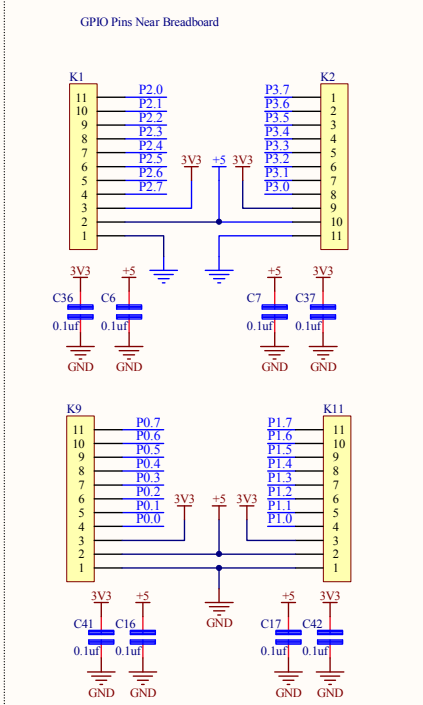 GPIO Pins Near Breadboard
K1 K2
11 P2.0 P3.7 1
10 P2.1 P3.6 2
9 P2.2 P3.5 3
8 P2.3 P3.4 4
7 P2.4 P3.3 5
6 P2.5 3V3 +5 3V3 P3.2 6
5 P2.6 P3.1 7
4 P2.7 P3.0 8
3 9
2 10
1 11
3V3 +5 +5 3V3
C36 C6 C7 C37
0.1uf 0.1uf 0.1uf 0.1uf
GND GND GND GND
K9 K11
11 P0.7 P1.7 11
10 P0.6 P1.6 10
9 P0.5 P1.5 9
8 P0.4 P1.4 8
7 P0.3 P1.3 7
6 P0.2 3V3 +5 3V3 P1.2 6
5 P0.1 P1.1 5
4 P0.0 P1.0 4
3 3
2 2
1 1
GND
3V3 +5 +5 3V3
C41 C16 C17 C42
0.1uf 0.1uf 0.1uf 0.1uf
GND GND GND GND